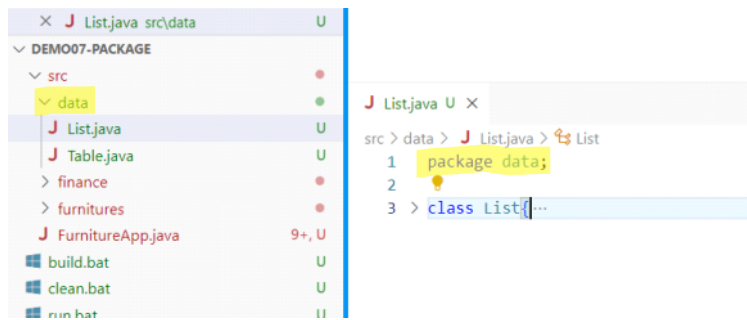 × J List.java src\data U
DEMO07-PACKAGE
src
data
J List.java U
J Table.java U
finance
furnitures
J FurnitureApp.java 9+, U
build.bat U
clean.bat U
run.bat U
J List.java U ×
src > data > J List.java > List
1 package data;
2
3 > class List{···